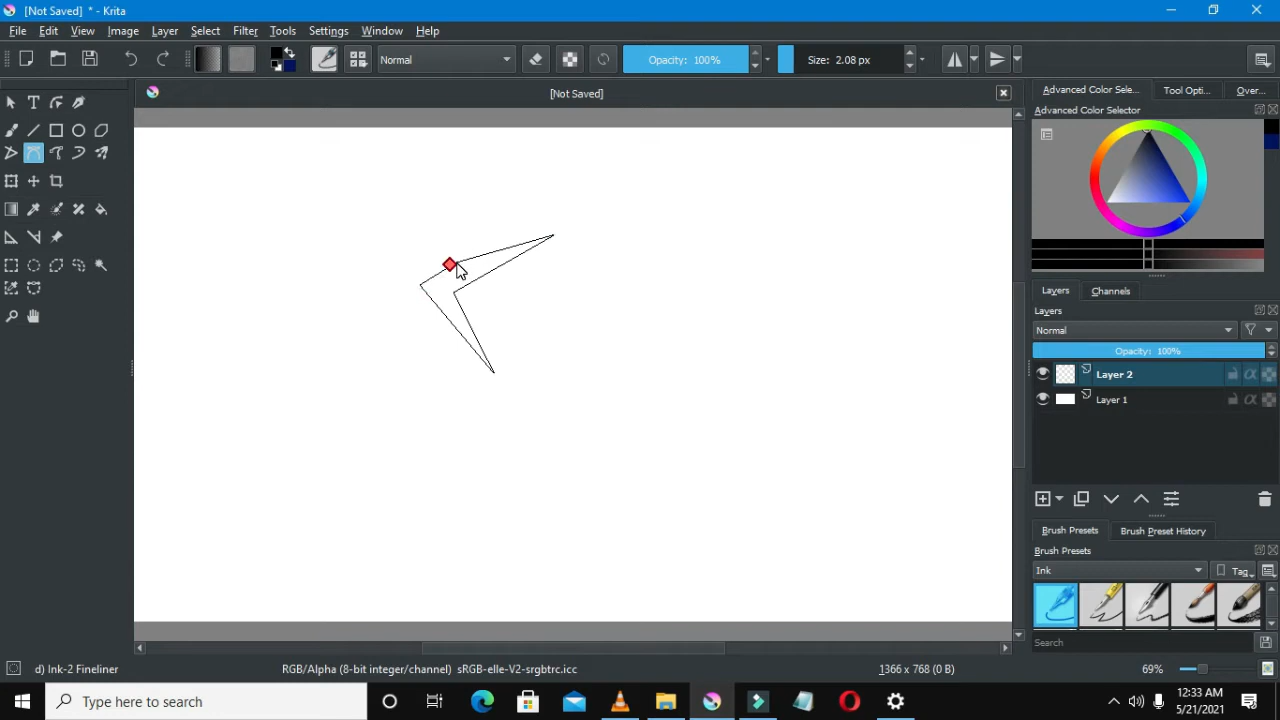 [Not Saved] * - Krita
File Edit View Image Layer Select Filter Tools Settings Window Help
Normal Opacity: 100% Size: 2.08 px
[Not Saved]
Advanced Color Sele... Tool Opti... Over...
Advanced Color Selector
Layers Channels
Layers
Normal
Opacity: 100%
Layer 2
Layer 1
Brush Presets Brush Preset History
Brush Presets
Ink Tag
Search
d) Ink-2 Fineliner RGB/Alpha (8-bit integer/channel) sRGB-elle-V2-srgbtrc.icc 1366 x 768 (0 B) 69%
Type here to search
12:33 AM
5/21/2021